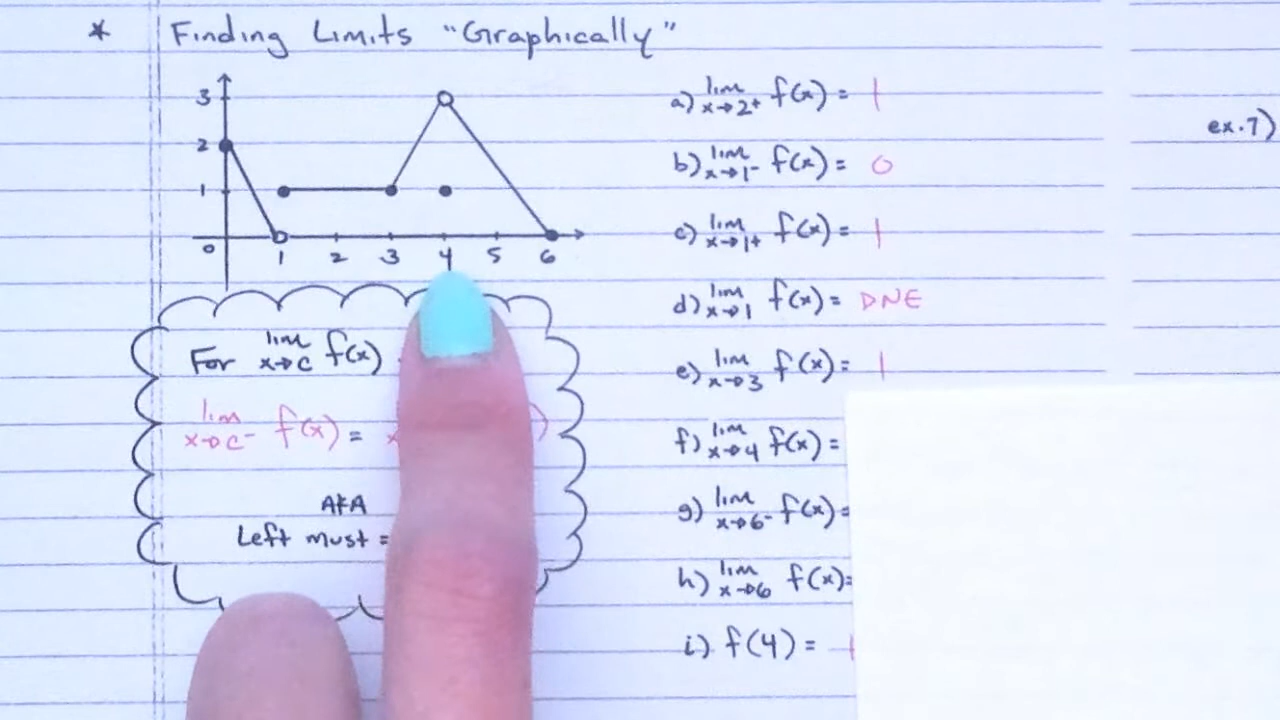 * Finding Limits "Graphically"
3
2
1
0 1 2 3 4 5 6
a) lim x→2+ f(x) = 1
b) lim x→1- f(x) = 0
c) lim x→1+ f(x) = 1
d) lim x→1 f(x) = DNE
e) lim x→3 f(x) = 1
f) lim x→4 f(x) =
g) lim x→6- f(x) =
h) lim x→6 f(x) =
i) f(4) =
ex.7)
For lim x→c f(x)
lim x→c- f(x) =
AKA
Left must =